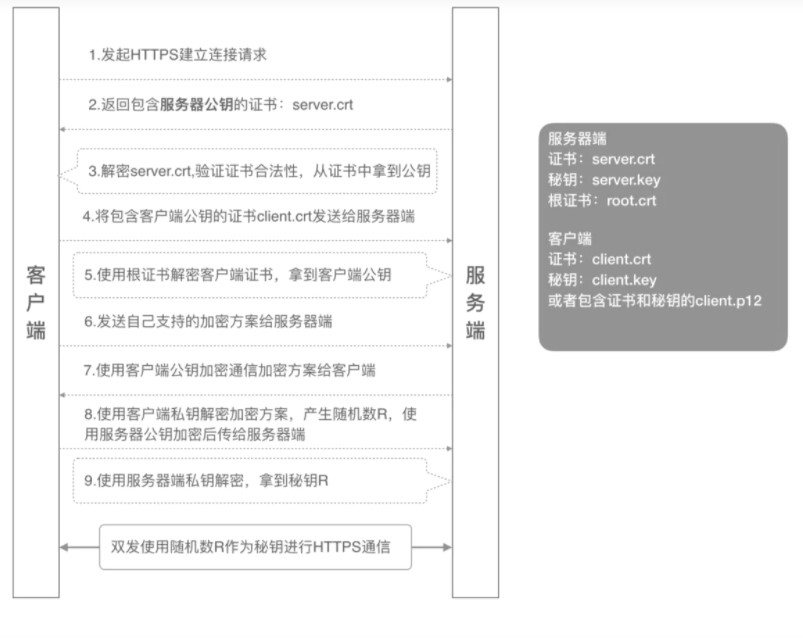 1.发起HTTPS建立连接请求
2.返回包含服务器公钥的证书：server.crt
3.解密server.crt,验证证书合法性，从证书中拿到公钥
4.将包含客户端公钥的证书client.crt发送给服务器端
5.使用根证书解密客户端证书，拿到客户端公钥
6.发送自己支持的加密方案给服务器端
7.使用客户端公钥加密通信加密方案给客户端
8.使用客户端私钥解密加密方案，产生随机数R，使
用服务器公钥加密后传给服务器端
9.使用服务器端私钥解密，拿到秘钥R
双发使用随机数R作为秘钥进行HTTPS通信
客户端
服务端
服务器端
证书：server.crt
秘钥：server.key
根证书：root.crt
客户端
证书：client.crt
秘钥：client.key
或者包含证书和秘钥的client.p12